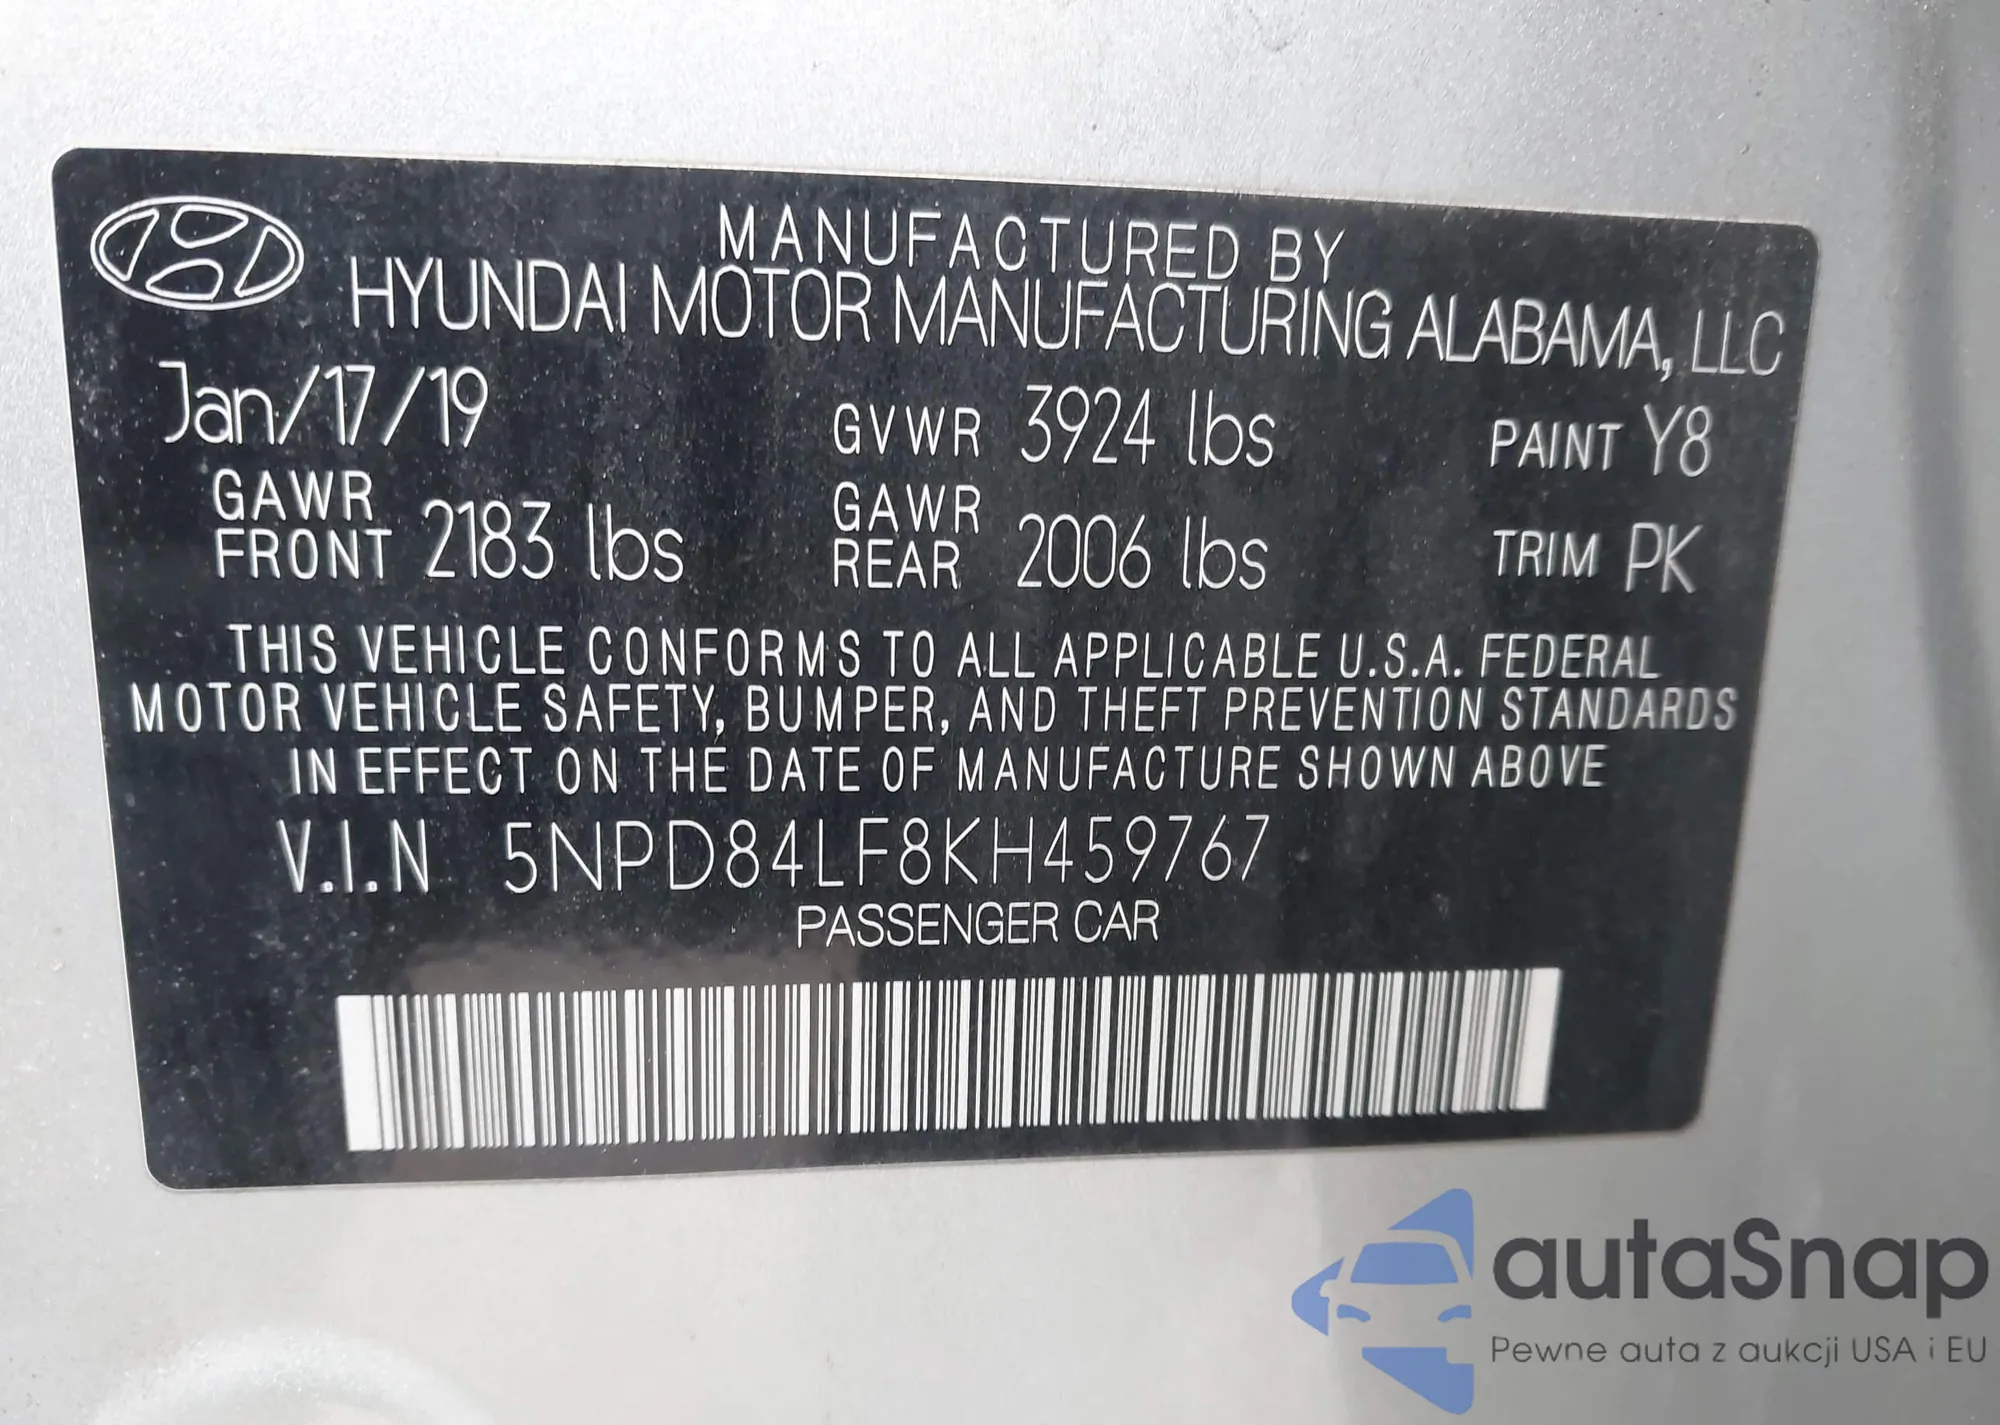 MANUFACTURED BY
HYUNDAI MOTOR MANUFACTURING ALABAMA, LLC
Jan/17/19 GVWR 3924 lbs PAINT Y8
GAWR FRONT 2183 lbs GAWR REAR 2006 lbs TRIM PK
THIS VEHICLE CONFORMS TO ALL APPLICABLE U.S.A. FEDERAL
MOTOR VEHICLE SAFETY, BUMPER, AND THEFT PREVENTION STANDARDS
IN EFFECT ON THE DATE OF MANUFACTURE SHOWN ABOVE
V.I.N 5NPD84LF8KH459767
PASSENGER CAR
autaSnap
Pewne auta z aukcji USA i EU